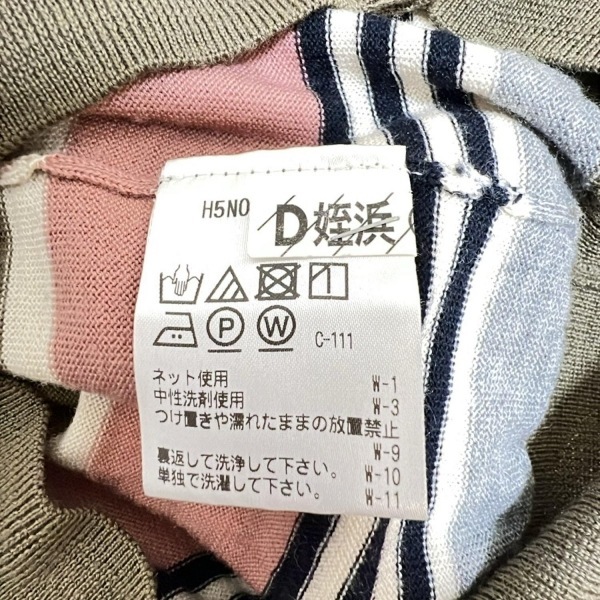 H5NO
D姪浜
P W C-111
ネット使用 W-1
中性洗剤使用 W-3
つけ置きや濡れたままの放置禁止
W-9
裏返して洗浄して下さい。 W-10
単独で洗濯して下さい。 W-11